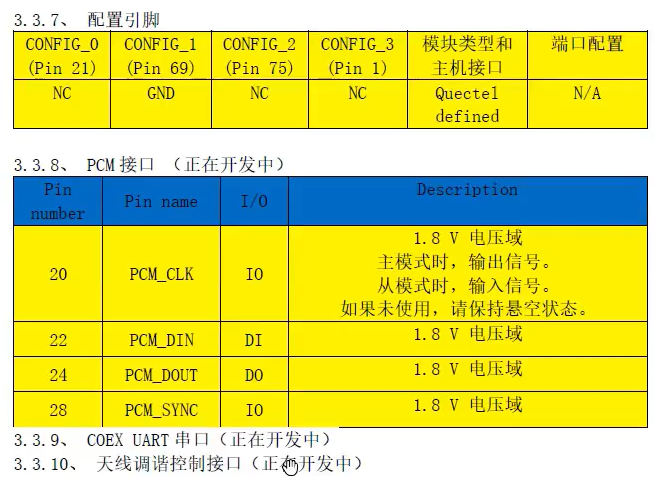 3.3.7、 配置引脚
CONFIG_0 CONFIG_1 CONFIG_2 CONFIG_3 模块类型和 端口配置
(Pin 21) (Pin 69) (Pin 75) (Pin 1) 主机接口
NC GND NC NC Quectel N/A
defined
3.3.8、 PCM 接口 （正在开发中）
Pin Pin name I/O Description
number
1.8 V 电压域
主模式时，输出信号。
20 PCM_CLK IO 从模式时，输入信号。
如果未使用，请保持悬空状态。
22 PCM_DIN DI 1.8 V 电压域
24 PCM_DOUT DO 1.8 V 电压域
28 PCM_SYNC IO 1.8 V 电压域
3.3.9、 COEX UART 串口（正在开发中）
3.3.10、 天线调谐控制接口（正在开发中）